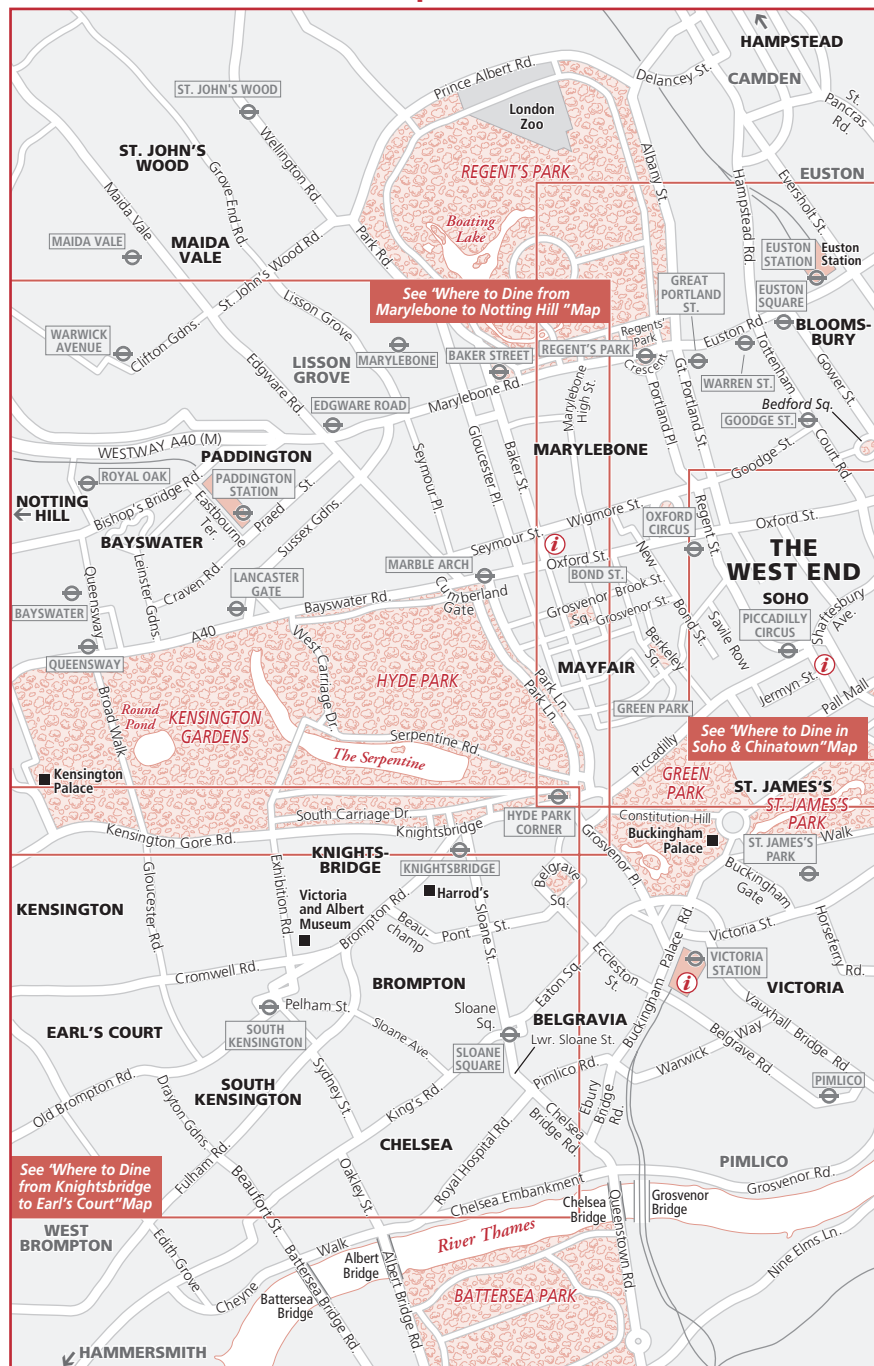 HAMPSTEAD
CAMDEN
Delancey St.
St.
Pancras
Rd.
Prince Albert Rd.
ST. JOHN'S WOOD
London
Zoo
Wellington Rd.
ST. JOHN'S
WOOD
Grove End Rd.
REGENT'S PARK
Albany St.
EUSTON
Hampstead Rd.
Eversholt St.
Maida Vale
Boating
Lake
MAIDA VALE
MAIDA
VALE
Park Rd.
St. John's Wood Rd.
EUSTON
STATION
Euston
Station
GREAT
PORTLAND
ST.
EUSTON
SQUARE
See "Where to Dine from
Marylebone to Notting Hill "Map
Lisson Grove
WARWICK
AVENUE
Clifton Gdns.
LISSON
GROVE
MARYLEBONE
BAKER STREET
REGENT'S PARK
Regents
Park
Crescent
Euston Rd.
BLOOMS-
BURY
WARREN ST.
Tottenham
Court Rd.
Gower St.
Edgware Rd.
EDGWARE ROAD
Marylebone Rd.
Marylebone
High St.
Portland Pl.
Gt. Portland St.
Bedford Sq.
GOODGE ST.
Goodge St.
WESTWAY A40 (M)
PADDINGTON
Seymour Pl.
Gloucester Pl.
Baker St.
MARYLEBONE
ROYAL OAK
PADDINGTON
STATION
NOTTING
HILL
Bishop's Bridge Rd.
Eastbourne
Ter.
Praed St.
Sussex Gdns.
BAYSWATER
Wigmore St.
Seymour St.
OXFORD
CIRCUS
Regent St.
Oxford St.
Oxford St.
THE
WEST END
SOHO
MARBLE ARCH
BOND ST.
New
Bond St.
Queensway
Leinster Gdns.
Craven Rd.
LANCASTER
GATE
Cumberland
Gate
Brook St.
Grosvenor
Sq.
Grosvenor St.
BAYSWATER
Bayswater Rd.
A40
QUEENSWAY
Savile Row
PICCADILLY
CIRCUS
Shaftesbury
Ave.
Berkeley
Sq.
MAYFAIR
West Carriage Dr.
HYDE PARK
Park Ln.
Park Ln.
Jermyn St.
Pall Mall
GREEN PARK
Broad Walk
Round
Pond
KENSINGTON
GARDENS
Serpentine Rd.
The Serpentine
Piccadilly
See "Where to Dine in
Soho & Chinatown"Map
Kensington
Palace
GREEN
PARK
ST. JAMES'S
ST. JAMES'S
PARK
South Carriage Dr.
HYDE PARK
CORNER
Constitution Hill
Buckingham
Palace
Walk
Kensington Gore Rd.
Knightsbridge
KNIGHTS-
BRIDGE
KNIGHTSBRIDGE
Grosvenor Pl.
ST. JAMES'S
PARK
Buckingham
Gate
Belgrave
Sq.
Harrod's
Gloucester Rd.
Exhibition Rd.
KENSINGTON
Victoria
and Albert
Museum
Brompton Rd.
Beau-
champ
Pont St.
Sloane St.
Palace Rd.
Victoria St.
Horseferry
Rd.
Cromwell Rd.
Eccleston
St.
VICTORIA
STATION
BROMPTON
Eaton Sq.
VICTORIA
Pelham St.
SOUTH
KENSINGTON
EARL'S COURT
Sloane Ave.
Sloane
Sq.
SLOANE
SQUARE
BELGRAVIA
Lwr. Sloane St.
Buckingham
Belgrave Rd.
Vauxhall Bridge Rd.
Warwick Way
PIMLICO
Old Brompton Rd.
SOUTH
KENSINGTON
Sydney St.
King's Rd.
Pimlico Rd.
Ebury
Bridge
Rd.
Drayton Gdns.
Chelsea
Bridge Rd.
CHELSEA
Royal Hospital Rd.
Fulham Rd.
Beaufort St.
Oakley St.
PIMLICO
See "Where to Dine
from Knightsbridge
to Earl's Court"Map
Chelsea Embankment
Grosvenor Rd.
Chelsea
Bridge
Grosvenor
Bridge
WEST
BROMPTON
River Thames
Queenstown Rd.
Edith Grove
Cheyne Walk
Albert
Bridge
Albert Bridge Rd.
Battersea
Bridge
Battersea Bridge Rd.
BATTERSEA PARK
Nine Elms Ln.
HAMMERSMITH